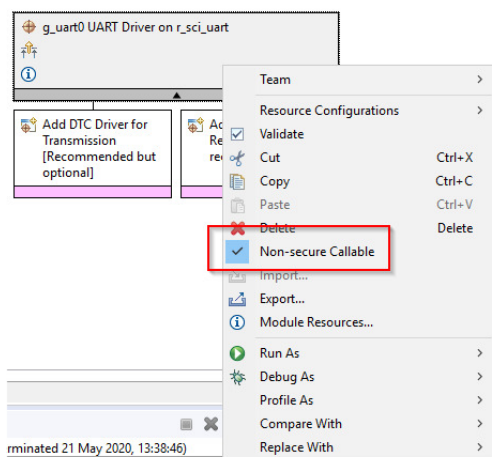 g_uart0 UART Driver on r_sci_uart
Add DTC Driver for
Transmission
[Recommended but
optional]
Team
Resource Configurations
Validate
Cut Ctrl+X
Copy Ctrl+C
Paste Ctrl+V
Delete Delete
Non-secure Callable
Import...
Export...
Module Resources...
Run As
Debug As
Profile As
Compare With
Replace With
rminated 21 May 2020, 13:38:46)